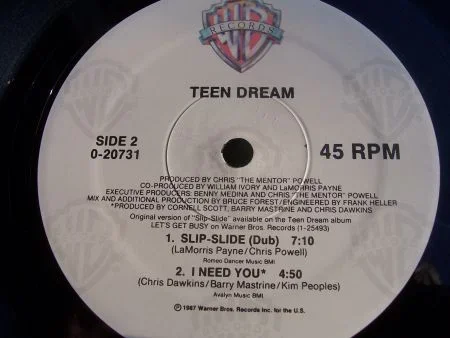 WB
RECORDS
TEEN DREAM
SIDE 2
0-20731
45 RPM
PRODUCED BY CHRIS "THE MENTOR" POWELL
CO-PRODUCED BY WILLIAM IVORY AND LaMORRIS PAYNE
EXECUTIVE PRODUCERS: BENNY MEDINA AND CHRIS "THE MENTOR" POWELL
MIX AND ADDITIONAL PRODUCTION BY BRUCE FOREST/ENGINEERED BY FRANK HELLER
*PRODUCED BY CORNELL SCOTT, BARRY MASTRINE AND CHRIS DAWKINS
Original version of "Slip-Slide" available on the Teen Dream album
LET'S GET BUSY on Warner Bros. Records (1-25493)
1. SLIP-SLIDE (Dub) 7:10
(LaMorris Payne/Chris Powell)
Romeo Dancer Music BMI
2. I NEED YOU* 4:50
(Chris Dawkins/Barry Mastrine/Kim Peoples)
Avalyn Music BMI
℗1987 Warner Bros. Records Inc. for the U.S.